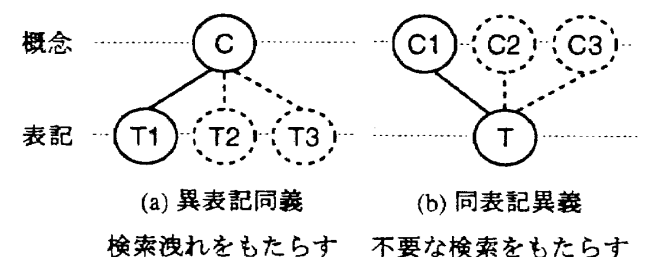 概念 C C1 C2 C3
表記 T1 T2 T3 T
(a) 異表記同義 (b) 同表記異義
検索洩れをもたらす 不要な検索をもたらす